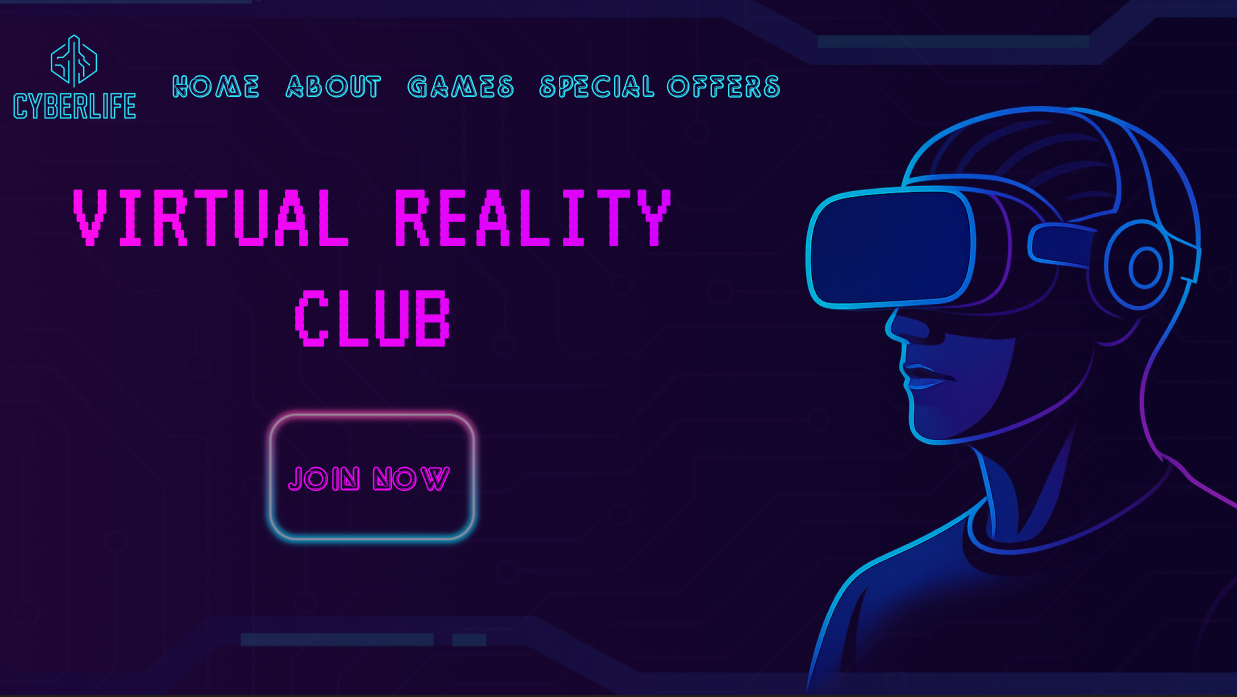 CYBERLIFE
HOME ABOUT GAMES SPECIAL OFFERS
VIRTUAL REALITY
CLUB
JOIN NOW